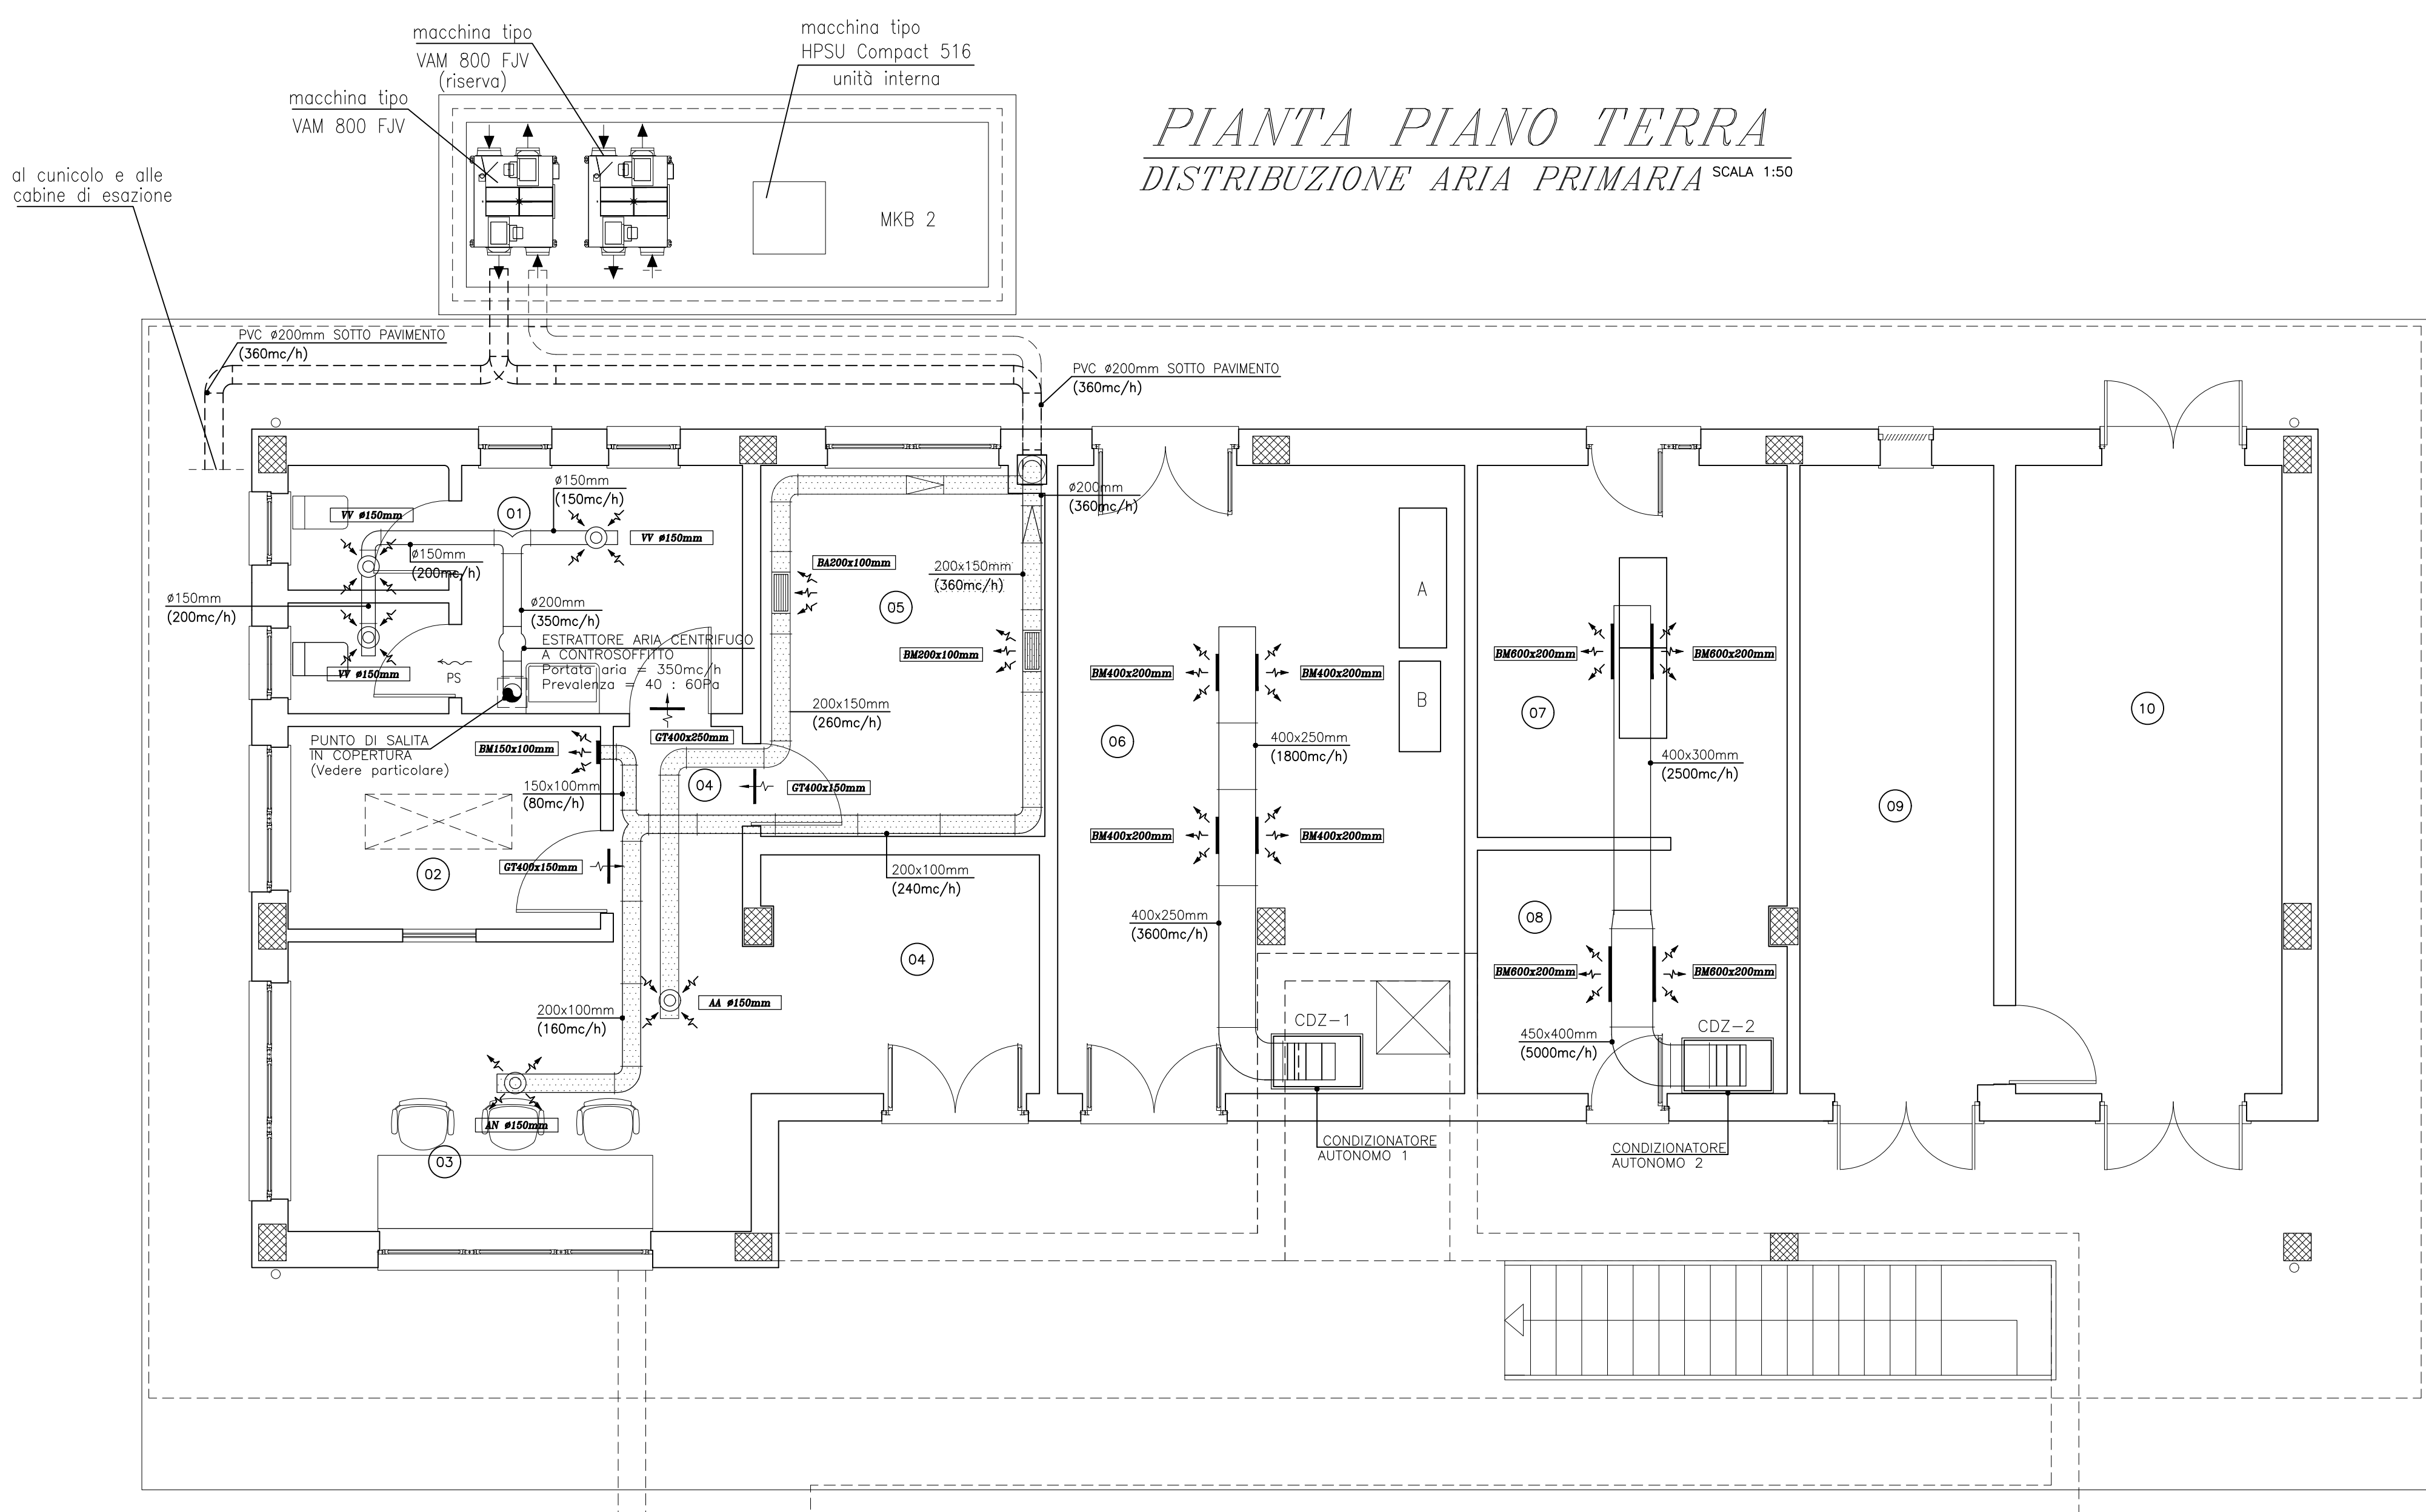 macchina tipo
VAM 800 FJV
(riserva)
macchina tipo
HPSU Compact 516
unità interna
macchina tipo
VAM 800 FJV
PIANTA PIANO TERRA
DISTRIBUZIONE ARIA PRIMARIA SCALA 1:50
al cunicolo e alle
cabine di esazione
MKB 2
PVC ø200mm SOTTO PAVIMENTO
(360mc/h)
PVC ø200mm SOTTO PAVIMENTO
(360mc/h)
ø150mm
(150mc/h)
ø200mm
(360mc/h)
VV ø150mm
01
VV ø150mm
ø150mm
(200mc/h)
BA200x100mm
200x150mm
(360mc/h)
A
ø150mm
(200mc/h)
ø200mm
(350mc/h)
05
ESTRATTORE ARIA CENTRIFUGO
A CONTROSOFFITTO
Portata aria = 350mc/h
Prevalenza = 40 : 60Pa
BM200x100mm
VV ø150mm
PS
BM400x200mm
BM400x200mm
BM600x200mm
BM600x200mm
B
200x150mm
(260mc/h)
07
10
PUNTO DI SALITA
IN COPERTURA
(Vedere particolare)
BM150x100mm
GT400x250mm
06
400x250mm
(1800mc/h)
400x300mm
(2500mc/h)
150x100mm
(80mc/h)
04
GT400x150mm
09
BM400x200mm
BM400x200mm
02
GT400x150mm
200x100mm
(240mc/h)
400x250mm
(3600mc/h)
08
04
BM600x200mm
BM600x200mm
200x100mm
(160mc/h)
AA ø150mm
CDZ-1
CDZ-2
450x400mm
(5000mc/h)
AN ø150mm
03
CONDIZIONATORE
AUTONOMO 1
CONDIZIONATORE
AUTONOMO 2